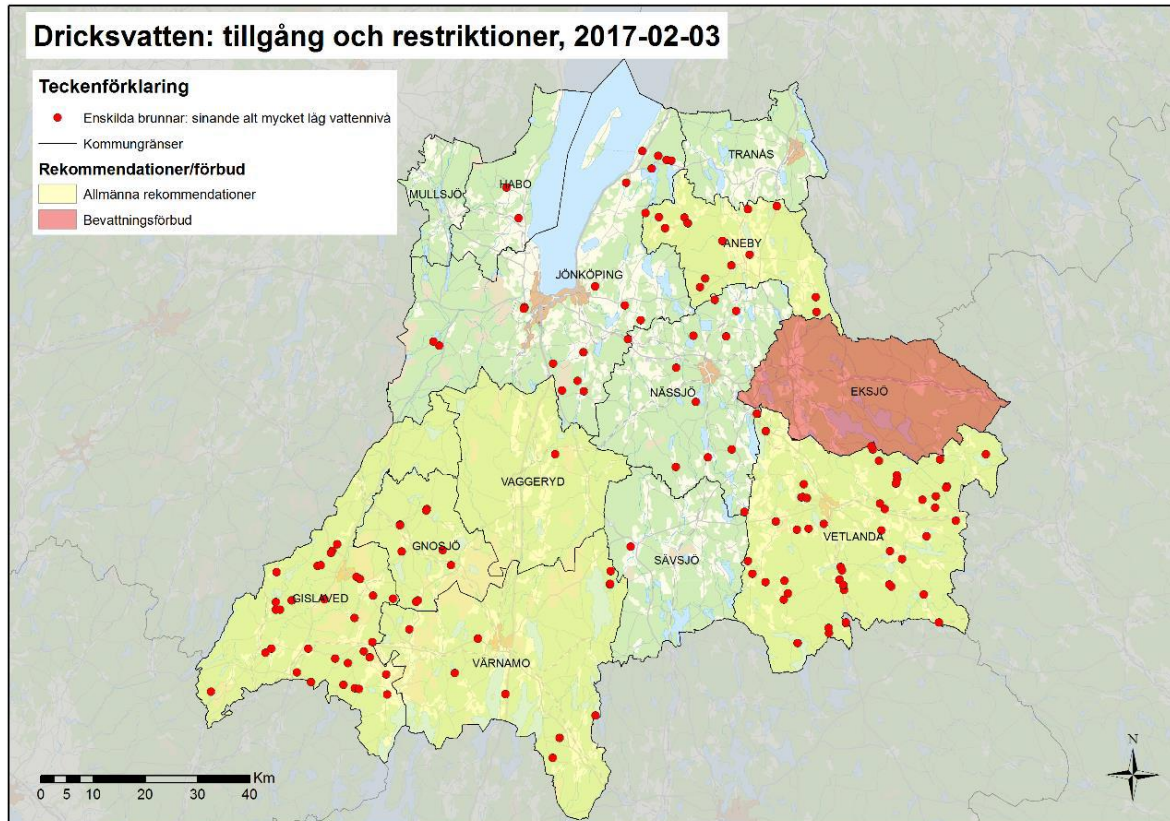 Dricksvatten: tillgång och restriktioner, 2017-02-03
Teckenförklaring
Enskilda brunnar: sinande alt mycket låg vattennivå
Kommungränser
Rekommendationer/förbud
Allmänna rekommendationer
Bevattningsförbud
TRANÅS
HABO
MULLSJÖ
ANEBY
JÖNKÖPING
EKSJÖ
NÄSSJÖ
VAGGERYD
VETLANDA
GNOSJÖ
SÄVSJÖ
GISLAVED
VÄRNAMO
N
Km
0 5 10 20 30 40